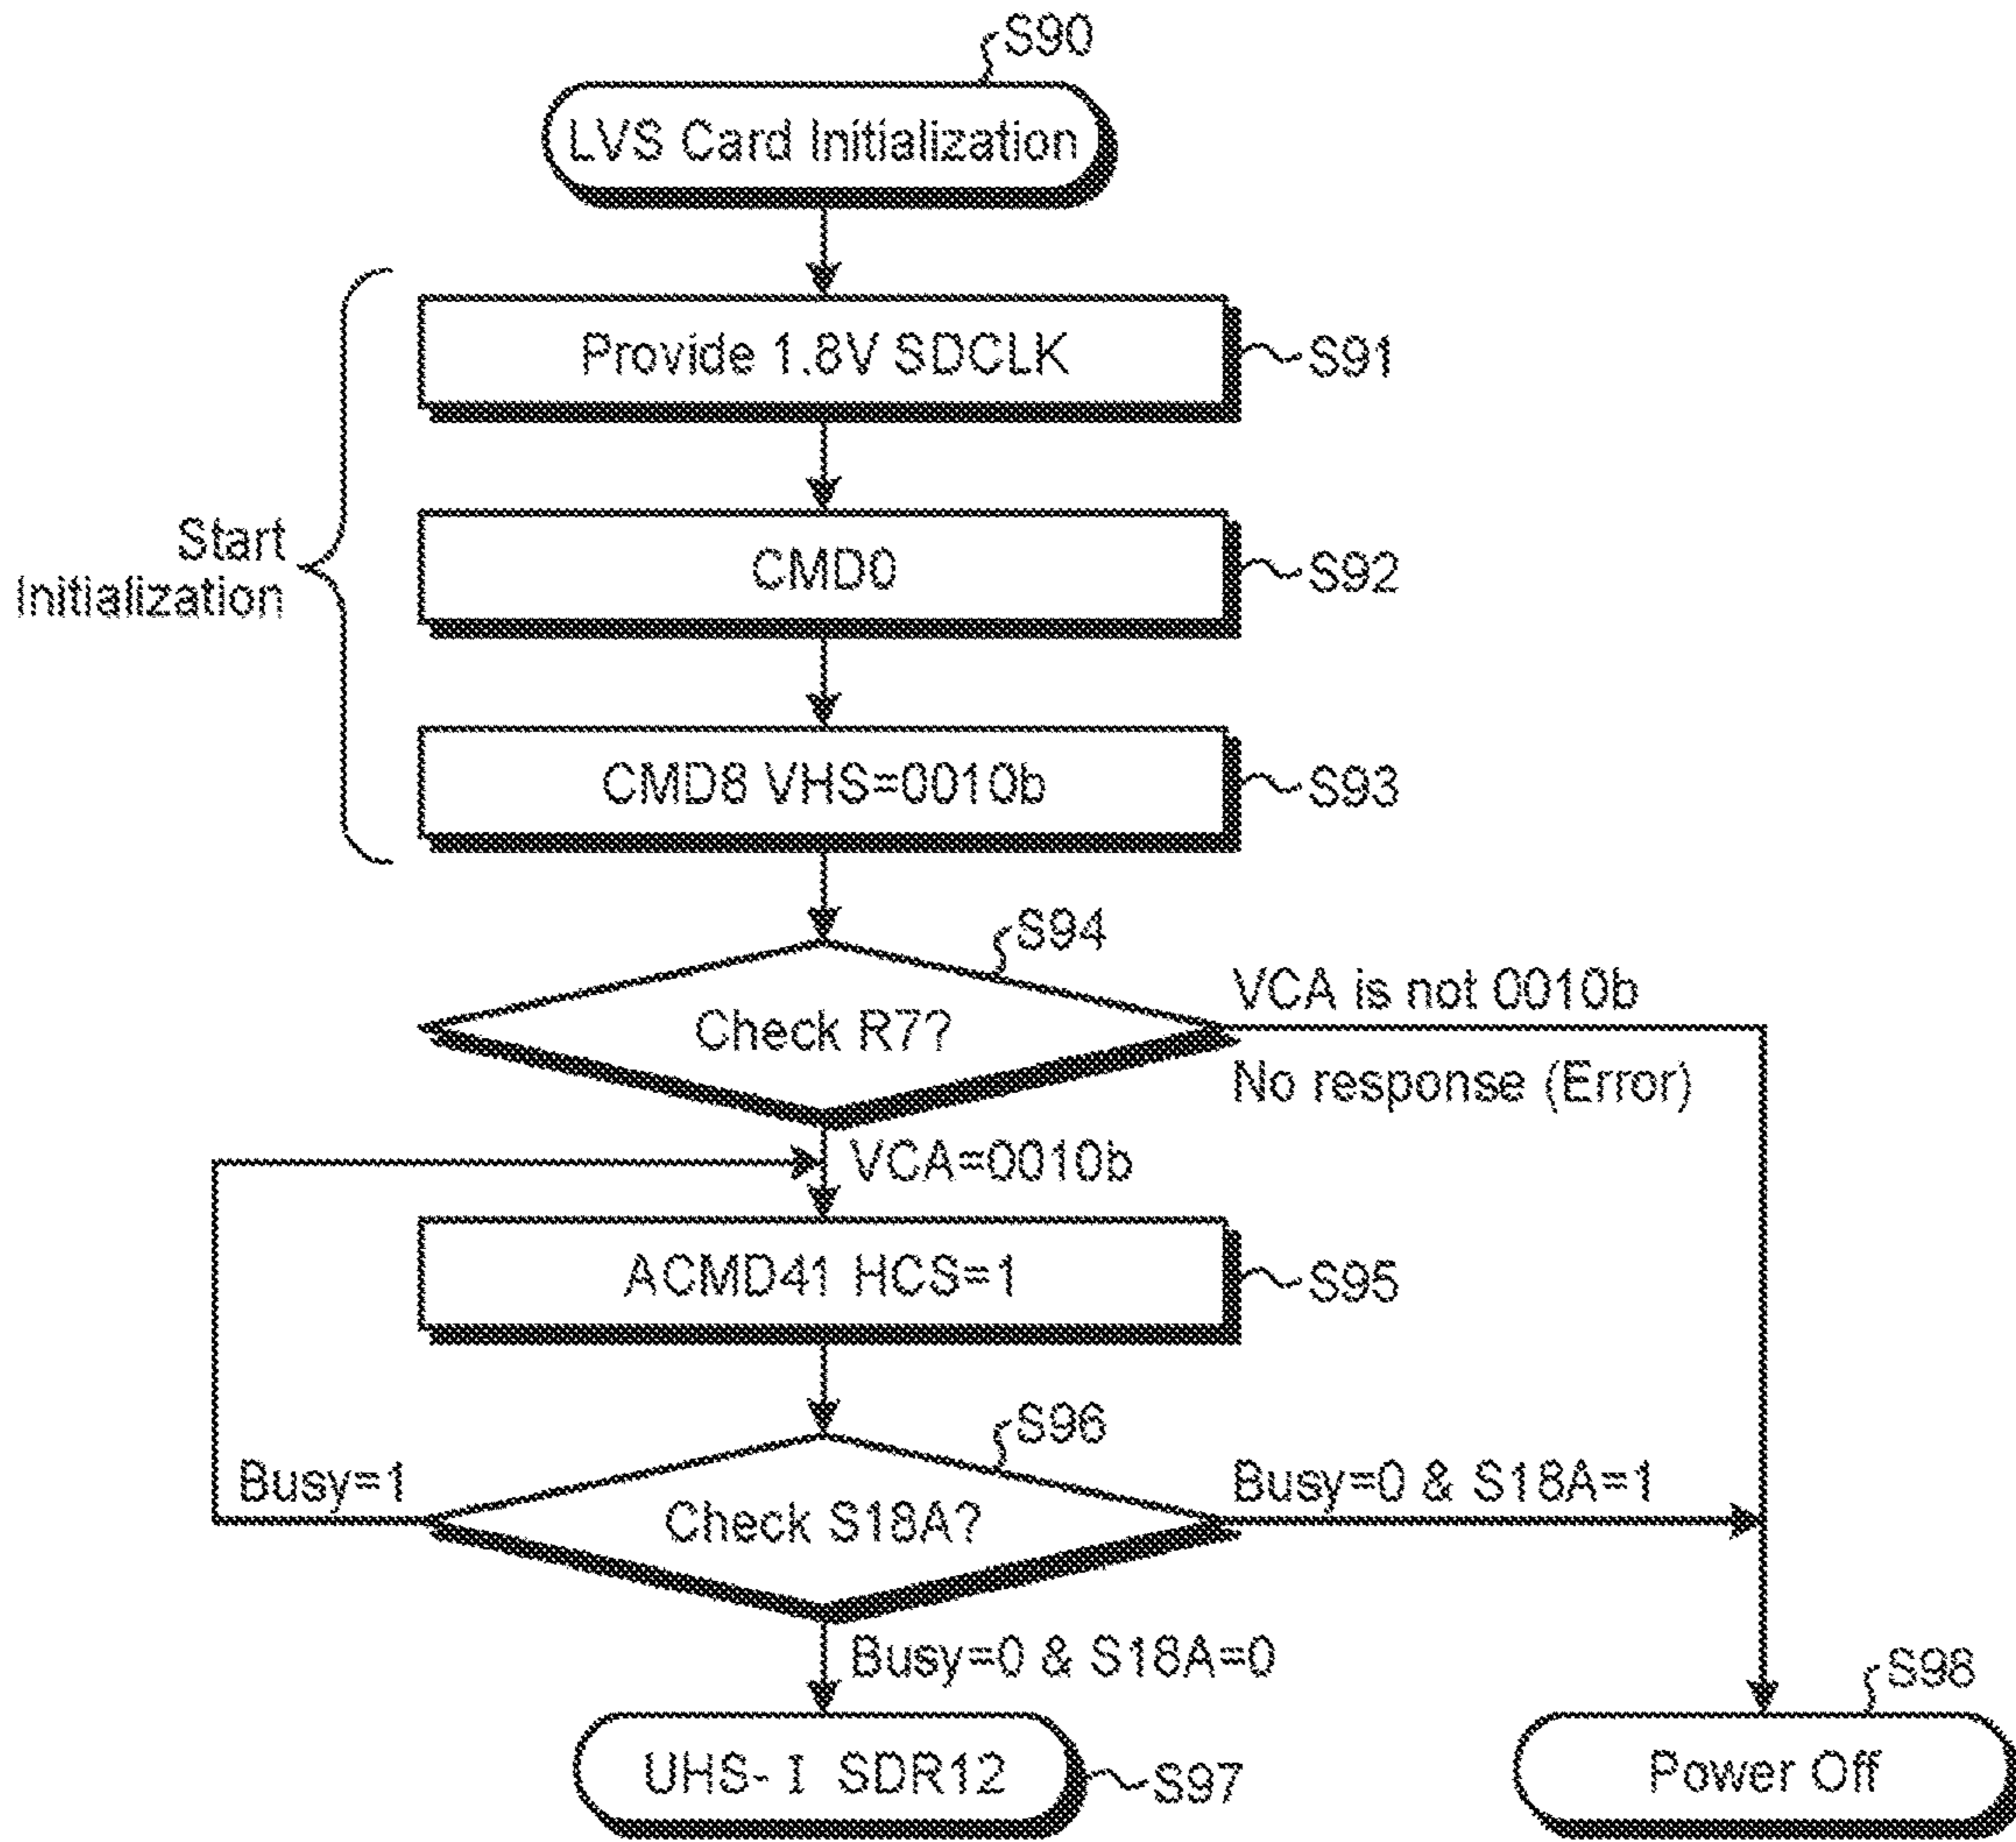 S90
LVS Card Initialization
Provide 1.8V SDCLK
S91
Start
Initialization
CMD0
S92
CMD8 VHS=0010b
S93
S94
Check R7?
VCA is not 0010b
No response (Error)
VCA=0010b
ACMD41 HCS=1
S95
S96
Busy=1
Check S18A?
Busy=0 & S18A=1
Busy=0 & S18A=0
S98
UHS-I SDR12
S97
Power Off